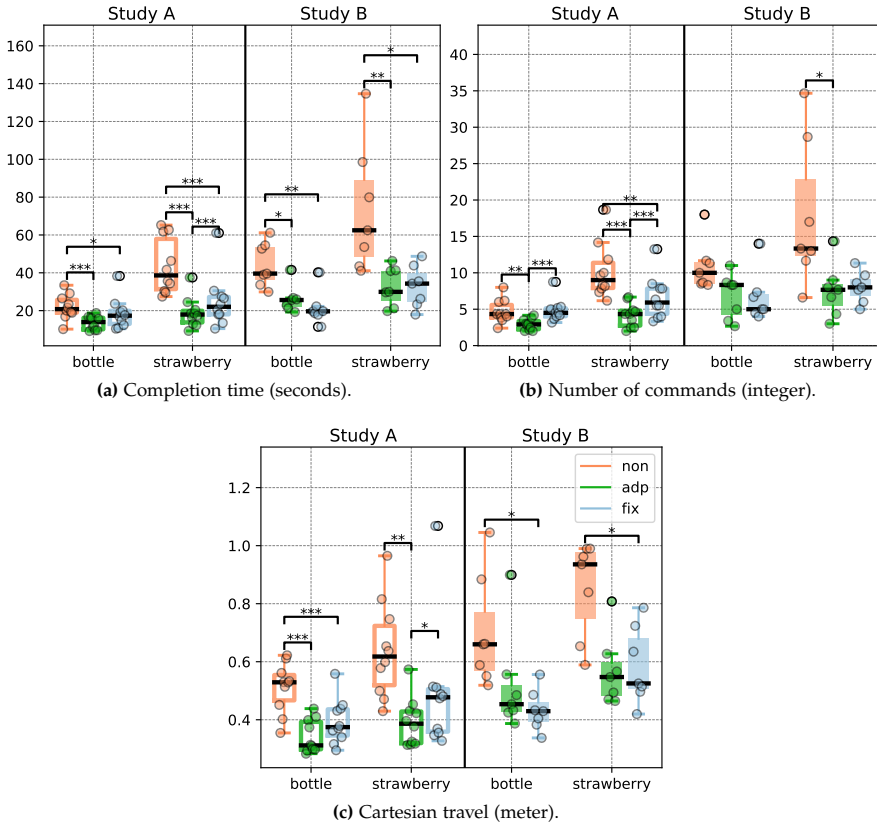 Study A Study B
160
140
120
100
80
60
40
20
*** * *** *** *** * ** ** *
bottle strawberry bottle strawberry
(a) Completion time (seconds).
Study A Study B
40
35
30
25
20
15
10
5
0
** *** *** ** *** *
bottle strawberry bottle strawberry
(b) Number of commands (integer).
Study A Study B
1.2
1.0
0.8
0.6
0.4
non
adp
fix
*** *** ** * * *
bottle strawberry bottle strawberry
(c) Cartesian travel (meter).